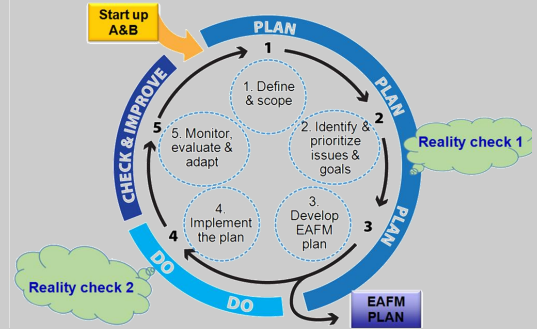 Start up
A&B
PLAN
1
1. Define
& scope
PLAN
2
2. Identify &
prioritize
issues &
goals
Reality check 1
PLAN
3
3.
Develop
EAFM
plan
EAFM
PLAN
DO
DO
4
4.
Implement
the plan
Reality check 2
CHECK & IMPROVE
5
5. Monitor,
evaluate &
adapt